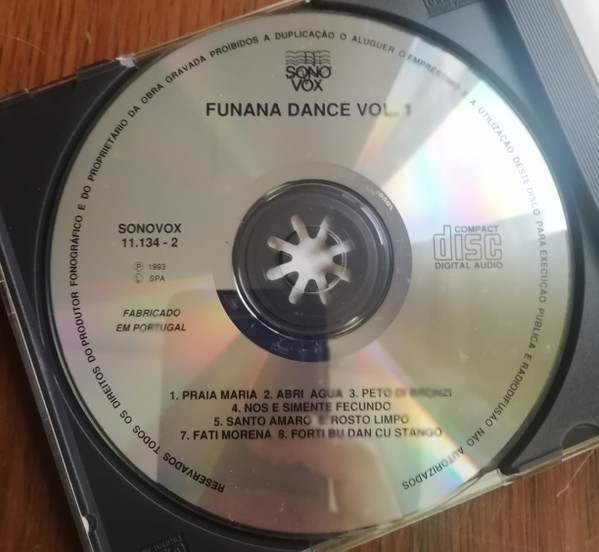 SONO
VOX
FUNANA DANCE VOL. 1
SONOVOX
11.134 - 2
℗ 1993
SPA
FABRICADO
EM PORTUGAL
COMPACT
disc
DIGITAL AUDIO
1. PRAIA MARIA 2. ABRI AGUA 3. PETO DI BRONZI
4. NOS E SIMENTE FECUNDO
5. SANTO AMARO 6. ROSTO LIMPO
7. FATI MORENA 8. FORTI BU DAN CU STANGO
RESERVADOS TODOS OS DIREITOS DO PRODUTOR FONOGRÁFICO E DO PROPRIETÁRIO DA OBRA GRAVADA PROIBIDOS A DUPLICAÇÃO O ALUGUER O EMPRÉSTIMO E A UTILIZAÇÃO DESTE DISCO PARA EXECUÇÃO PUBLICA E RADIODIFUSÃO NAO AUTORIZADOS